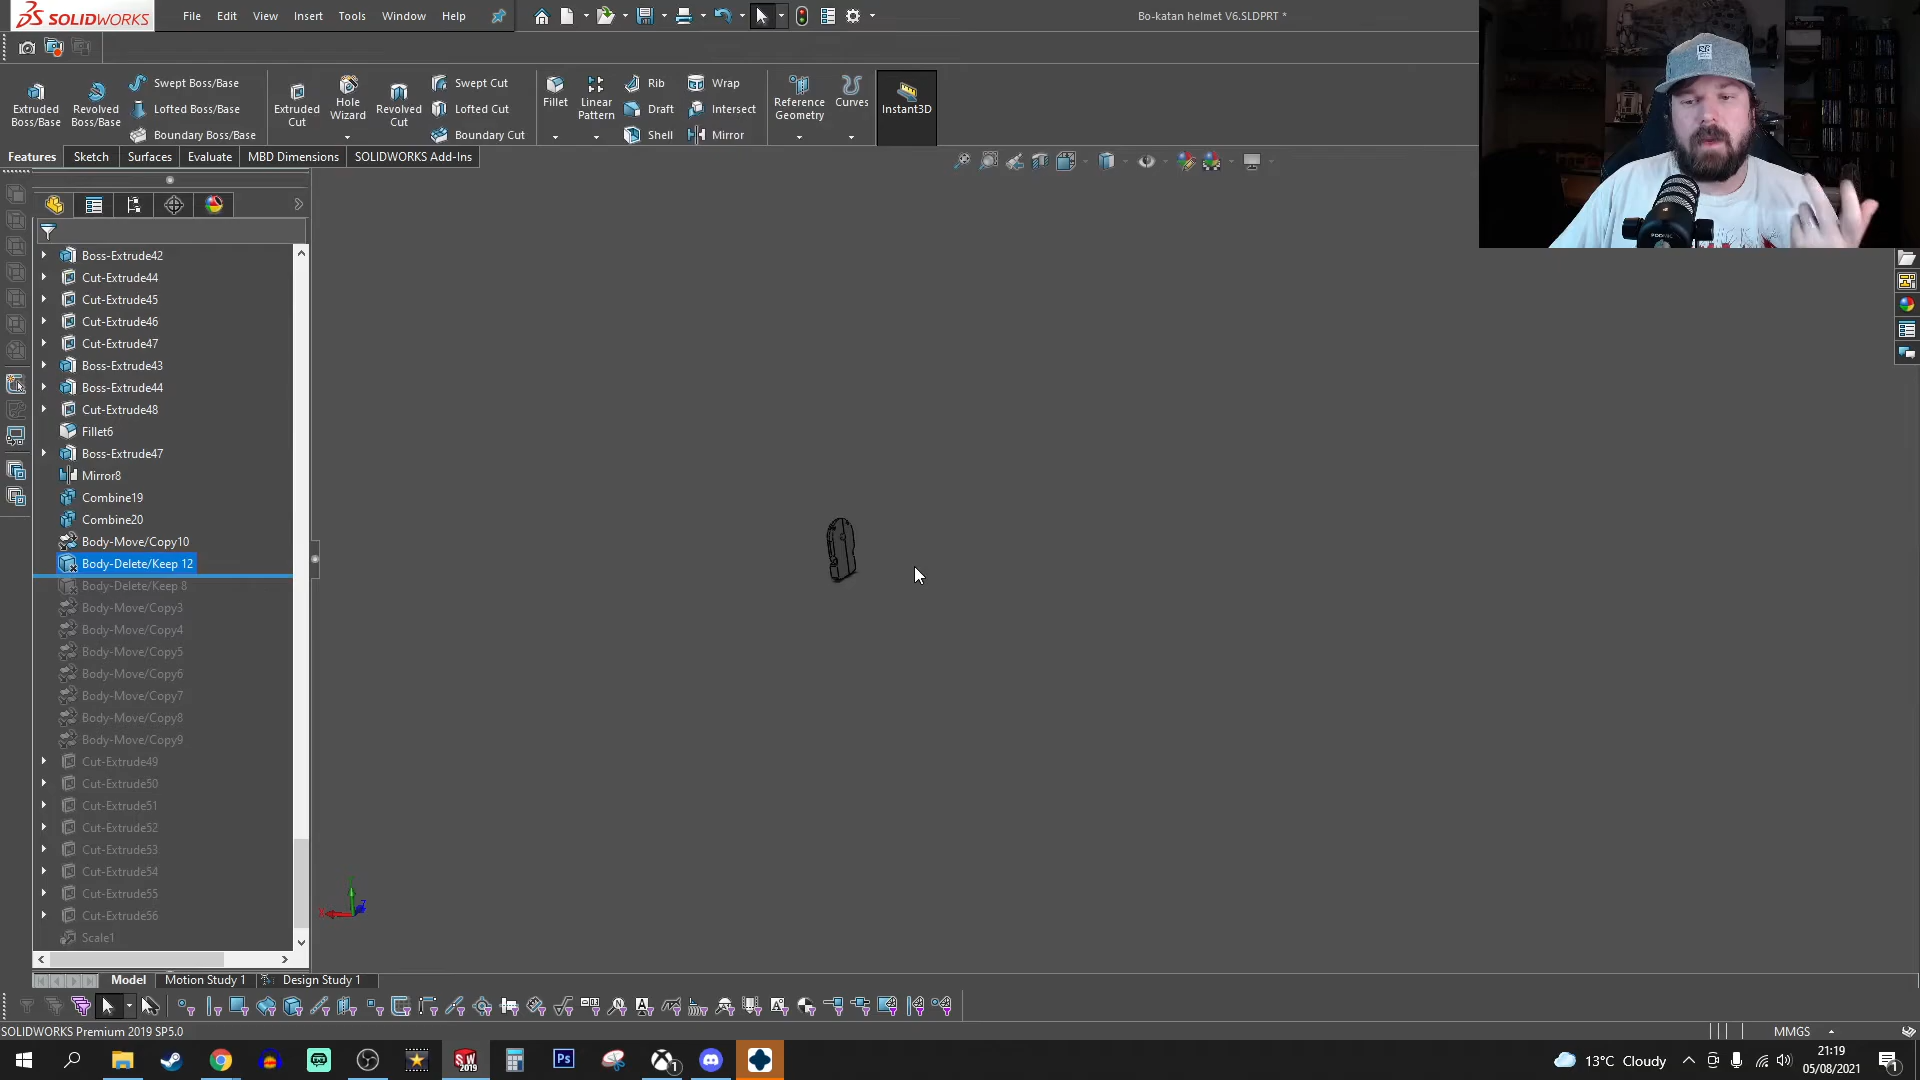 SOLIDWORKS
File Edit View Insert Tools Window Help
Bo-katan helmet V6.SLDPRT *
Extruded Boss/Base
Revolved Boss/Base
Swept Boss/Base
Lofted Boss/Base
Boundary Boss/Base
Extruded Cut
Hole Wizard
Revolved Cut
Swept Cut
Lofted Cut
Boundary Cut
Fillet
Linear Pattern
Rib
Draft
Shell
Wrap
Intersect
Mirror
Reference Geometry
Curves
Instant3D
Features Sketch Surfaces Evaluate MBD Dimensions SOLIDWORKS Add-Ins
Boss-Extrude42
Cut-Extrude44
Cut-Extrude45
Cut-Extrude46
Cut-Extrude47
Boss-Extrude43
Boss-Extrude44
Cut-Extrude48
Fillet6
Boss-Extrude47
Mirror8
Combine19
Combine20
Body-Move/Copy10
Body-Delete/Keep 12
Body-Delete/Keep 8
Body-Move/Copy3
Body-Move/Copy4
Body-Move/Copy5
Body-Move/Copy6
Body-Move/Copy7
Body-Move/Copy8
Body-Move/Copy9
Cut-Extrude49
Cut-Extrude50
Cut-Extrude51
Cut-Extrude52
Cut-Extrude53
Cut-Extrude54
Cut-Extrude55
Cut-Extrude56
Scale1
Model Motion Study 1 Design Study 1
SOLIDWORKS Premium 2019 SP5.0
MMGS
13°C Cloudy
21:19
05/08/2021